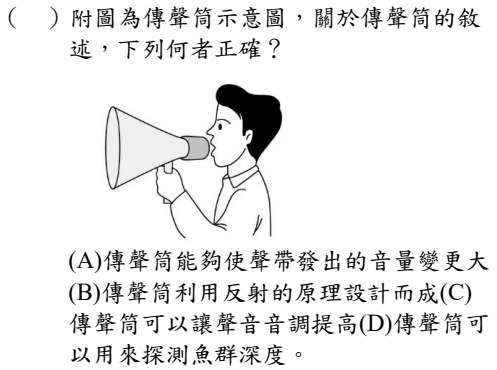 (　)附圖為傳聲筒示意圖，關於傳聲筒的敘
述，下列何者正確？
(A)傳聲筒能夠使聲帶發出的音量變更大
(B)傳聲筒利用反射的原理設計而成(C)
傳聲筒可以讓聲音音調提高(D)傳聲筒可
以用來探測魚群深度。